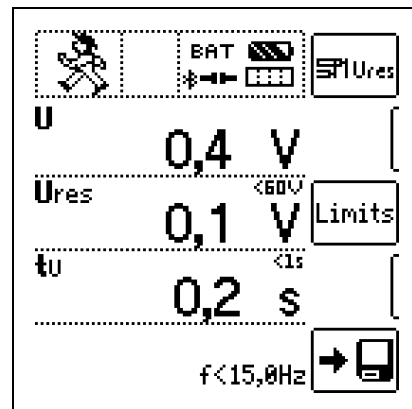 BAT
Ures
U
0,4 V
Ures <60V
0,1 V
Limits
tU <1s
0,2 s
f<15,0Hz